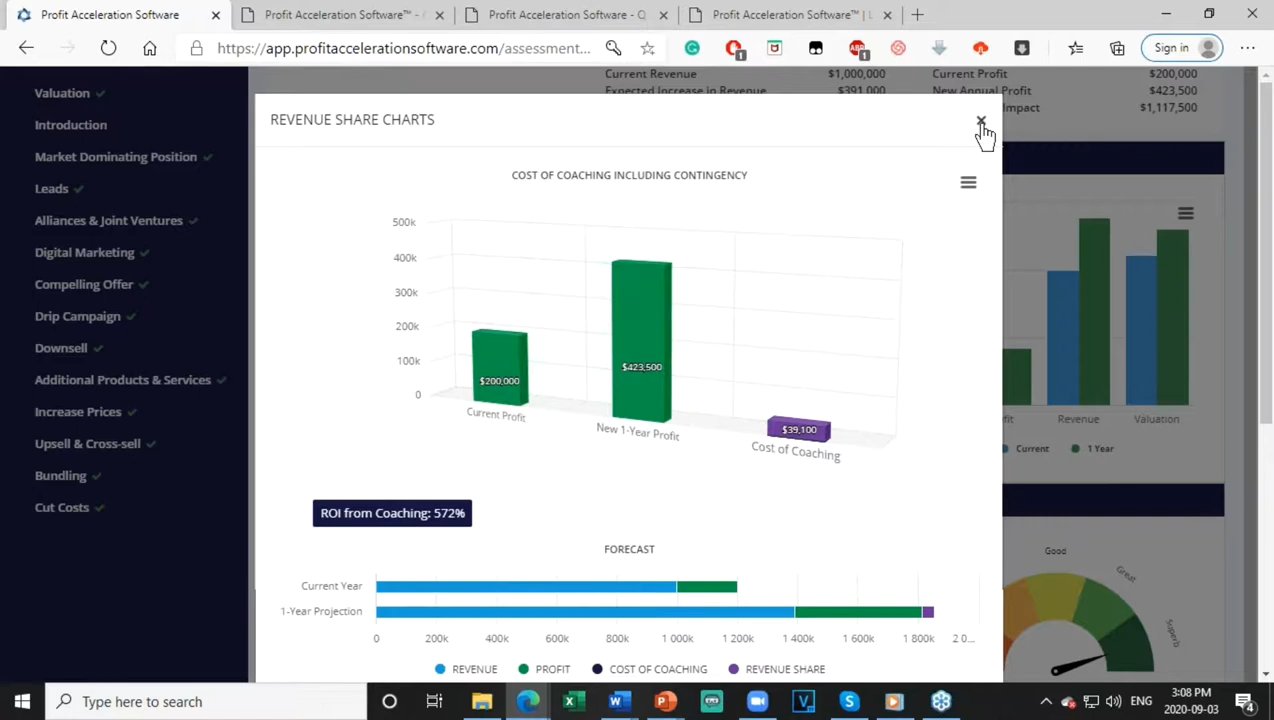 Profit Acceleration Software
Profit Acceleration Software™ -
Profit Acceleration Software - Q
Profit Acceleration Software™ | L
https://app.profitaccelerationsoftware.com/assessment...
1
1
Sign in
Valuation
Introduction
Market Dominating Position
Leads
Alliances & Joint Ventures
Digital Marketing
Compelling Offer
Drip Campaign
Downsell
Additional Products & Services
Increase Prices
Upsell & Cross-sell
Bundling
Cut Costs
Current Revenue $1,000,000
Expected Increase in Revenue $391,000
Current Profit $200,000
New Annual Profit $423,500
Impact $1,117,500
REVENUE SHARE CHARTS
COST OF COACHING INCLUDING CONTINGENCY
500k
400k
300k
200k
100k
0
$200,000
$423,500
$39,100
Current Profit
New 1-Year Profit
Cost of Coaching
ROI from Coaching: 572%
FORECAST
Current Year
1-Year Projection
0 200k 400k 600k 800k 1 000k 1 200k 1 400k 1 600k 1 800k 2 0...
REVENUE PROFIT COST OF COACHING REVENUE SHARE
Revenue Valuation
Current 1 Year
Good
Great
Superb
Type here to search
ENG
3:08 PM
2020-09-03
4